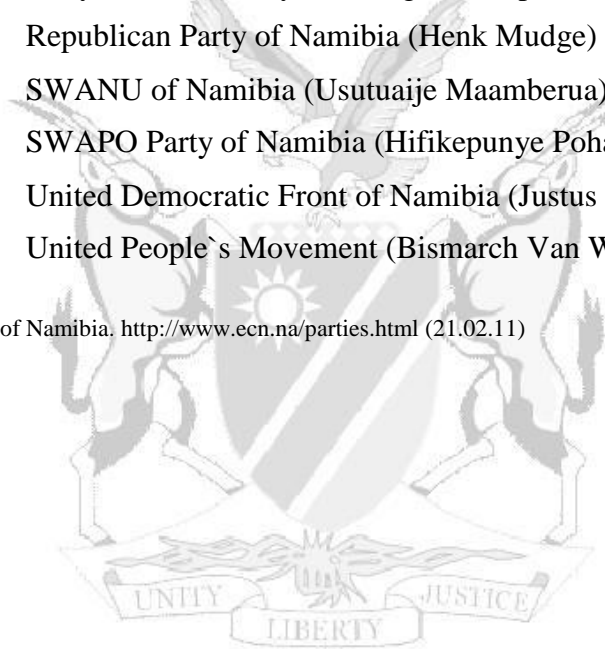 Republican Party of Namibia (Henk Mudge)
SWANU of Namibia (Usutuaije Maamberua)
SWAPO Party of Namibia (Hifikepunye
United Democratic Front of Namibia (Justus
United People`s Movement (Bismarch Van
of Namibia. http://www.ecn.na/parties.html (21.02.11)
UNITY
LIBERTY
JUSTICE